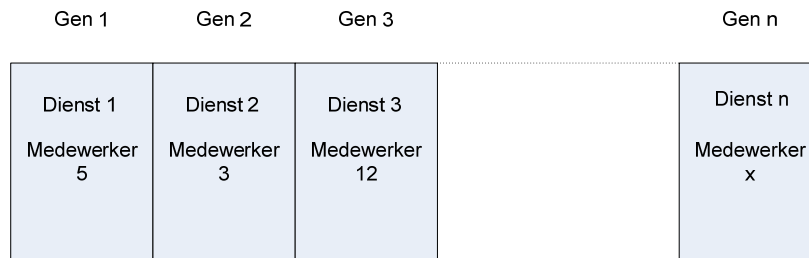 Gen 1
Gen 2
Gen 3
Gen n
Dienst 1
Medewerker
5
Dienst 2
Medewerker
3
Dienst 3
Medewerker
12
Dienst n
Medewerker
x